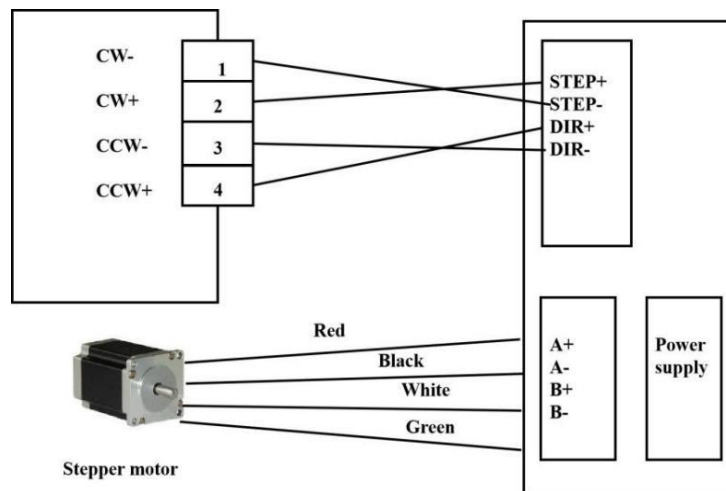 CW-
1
CW+
2
CCW-
3
CCW+
4
STEP+
STEP-
DIR+
DIR-
Red
Black
White
Green
A+
A-
B+
B-
Power
supply
Stepper motor